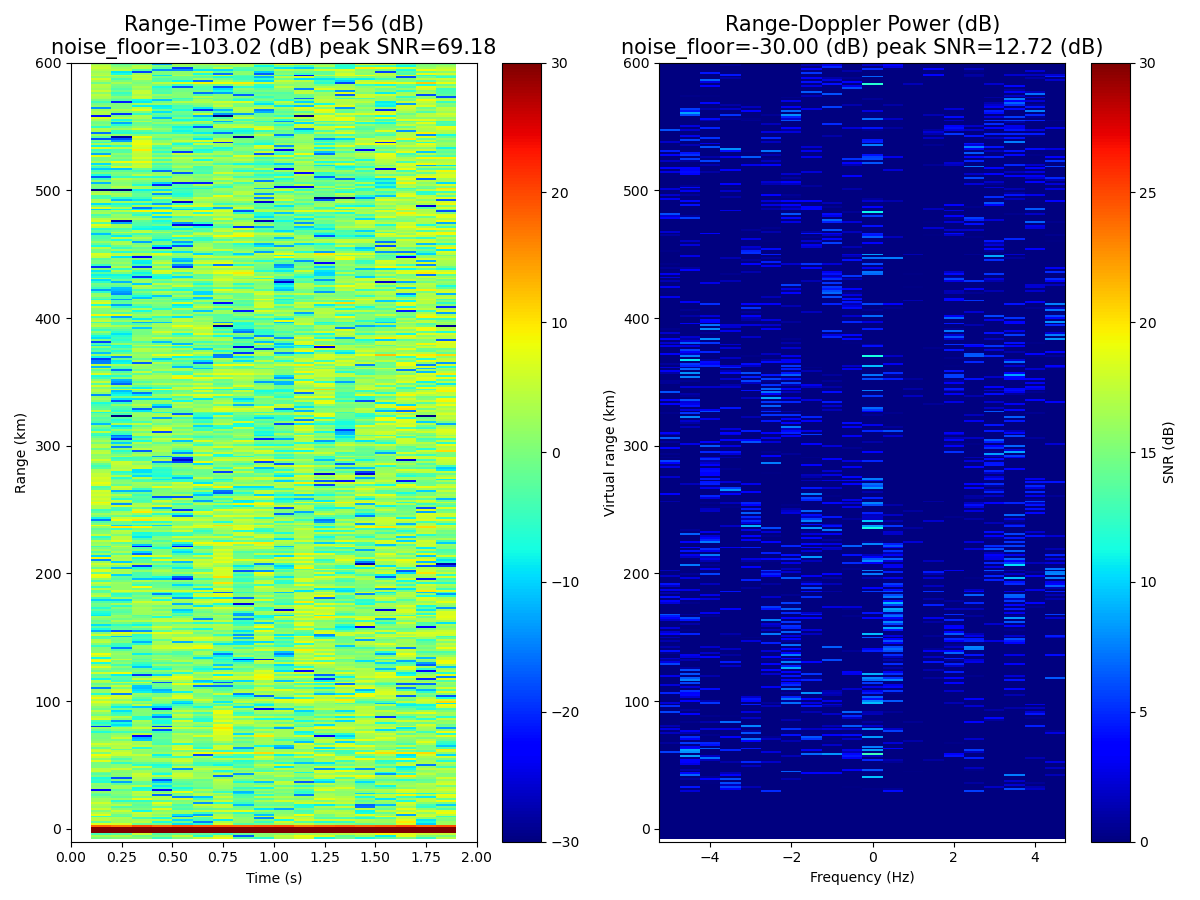 Range-Time Power f=56 (dB)
noise_floor=-103.02 (dB) peak SNR=69.18
Range (km)
600
500
400
300
200
100
0
0.00 0.25 0.50 0.75 1.00 1.25 1.50 1.75 2.00
Time (s)
30
20
10
0
−10
−20
−30
Range-Doppler Power (dB)
noise_floor=-30.00 (dB) peak SNR=12.72 (dB)
Virtual range (km)
600
500
400
300
200
100
0
−4 −2 0 2 4
Frequency (Hz)
30
25
20
15
10
5
0
SNR (dB)